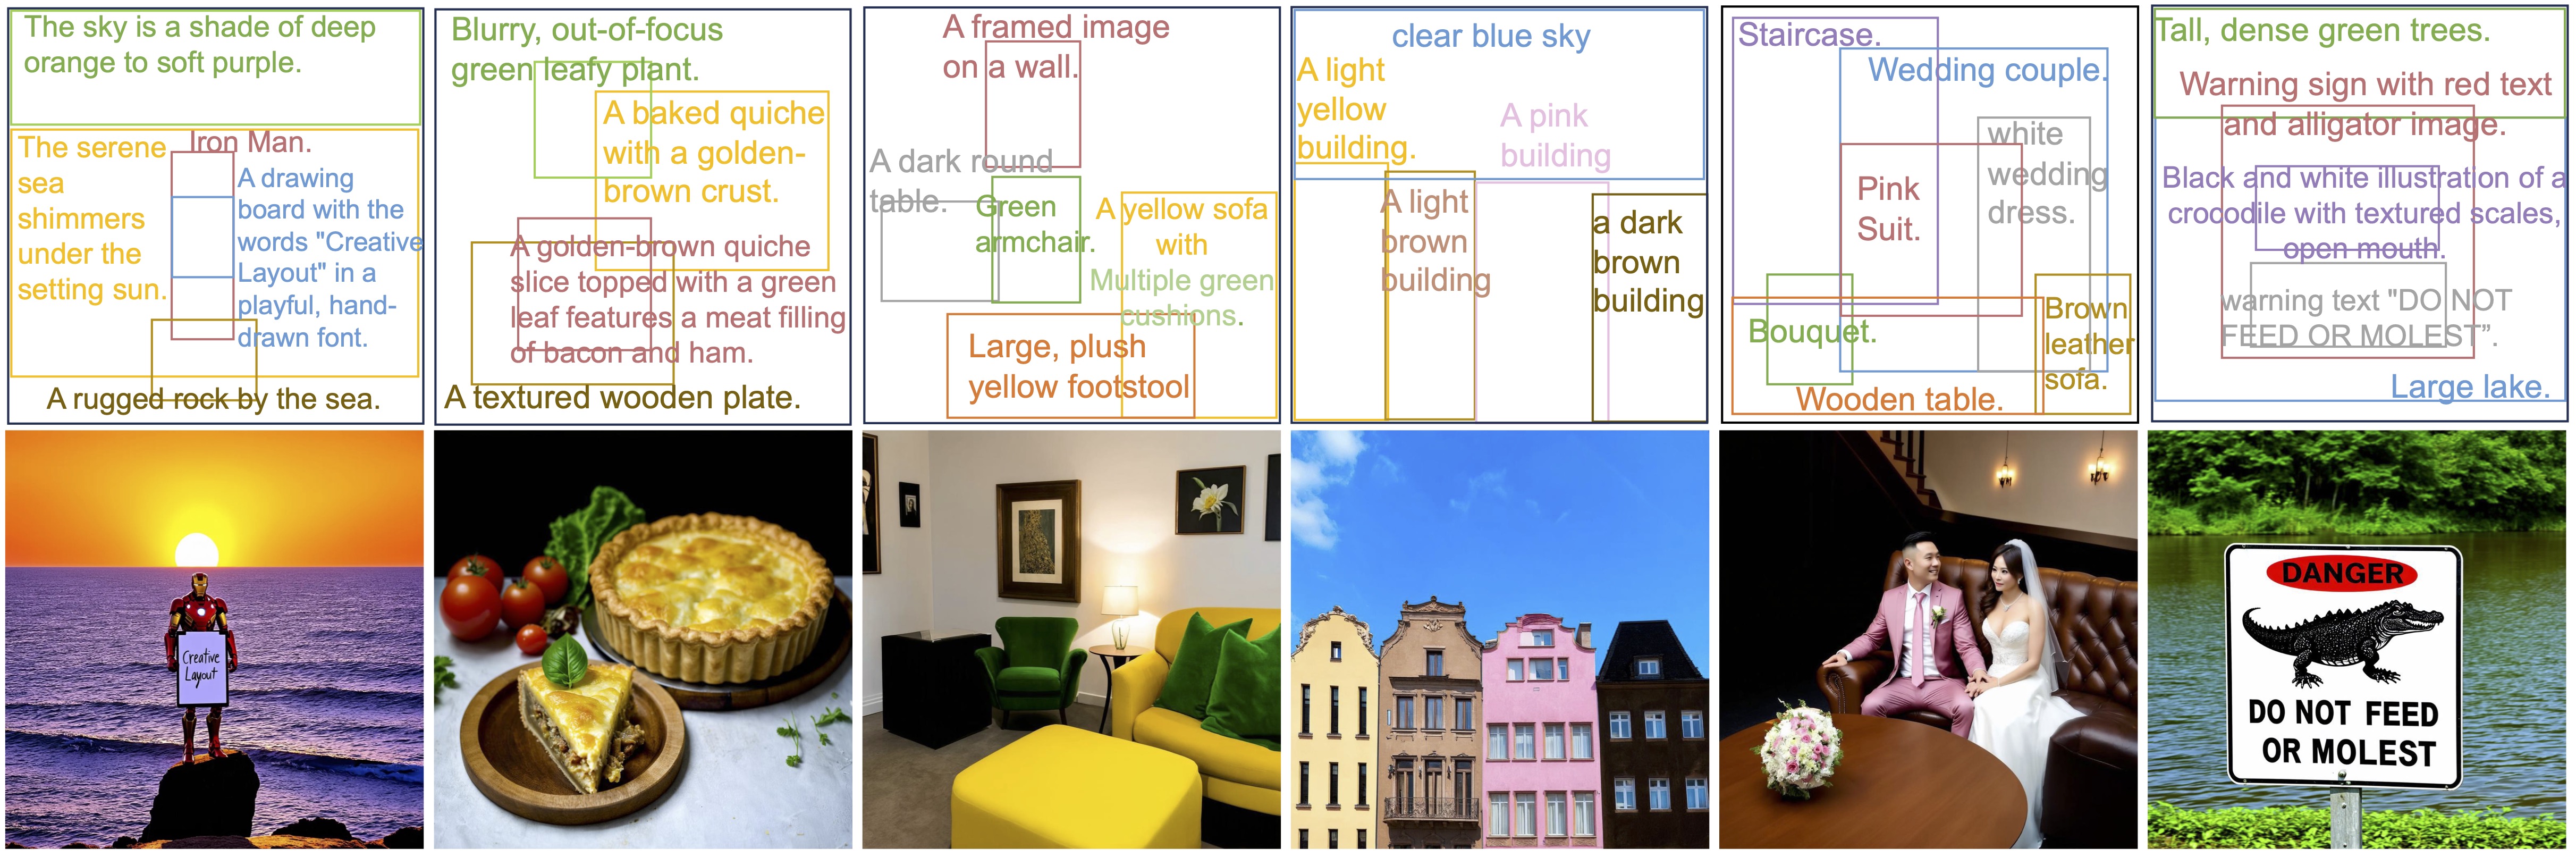 The sky is a shade of deep
orange to soft purple.
The serene
sea
shimmers
under the
setting sun.
Iron Man.
A drawing
board with the
words "Creative
Layout" in a
playful, hand-
drawn font.
A rugged rock by the sea.
Blurry, out-of-focus
green leafy plant.
A baked quiche
with a golden-
brown crust.
A golden-brown quiche
slice topped with a green
leaf features a meat filling
of bacon and ham.
A textured wooden plate.
A framed image
on a wall.
A dark round
table.
Green
armchair.
A yellow sofa
with
Multiple green
cushions.
Large, plush
yellow footstool
clear blue sky
A light
yellow
building.
A pink
building
A light
brown
building
a dark
brown
building
Staircase.
Wedding couple.
white
wedding
dress.
Pink
Suit.
Bouquet.
Brown
leather
sofa.
Wooden table.
Tall, dense green trees.
Warning sign with red text
and alligator image.
Black and white illustration of a
crocodile with textured scales,
open mouth.
warning text "DO NOT
FEED OR MOLEST”.
Large lake.
Creative
Layout
DANGER
DO NOT FEED
OR MOLEST